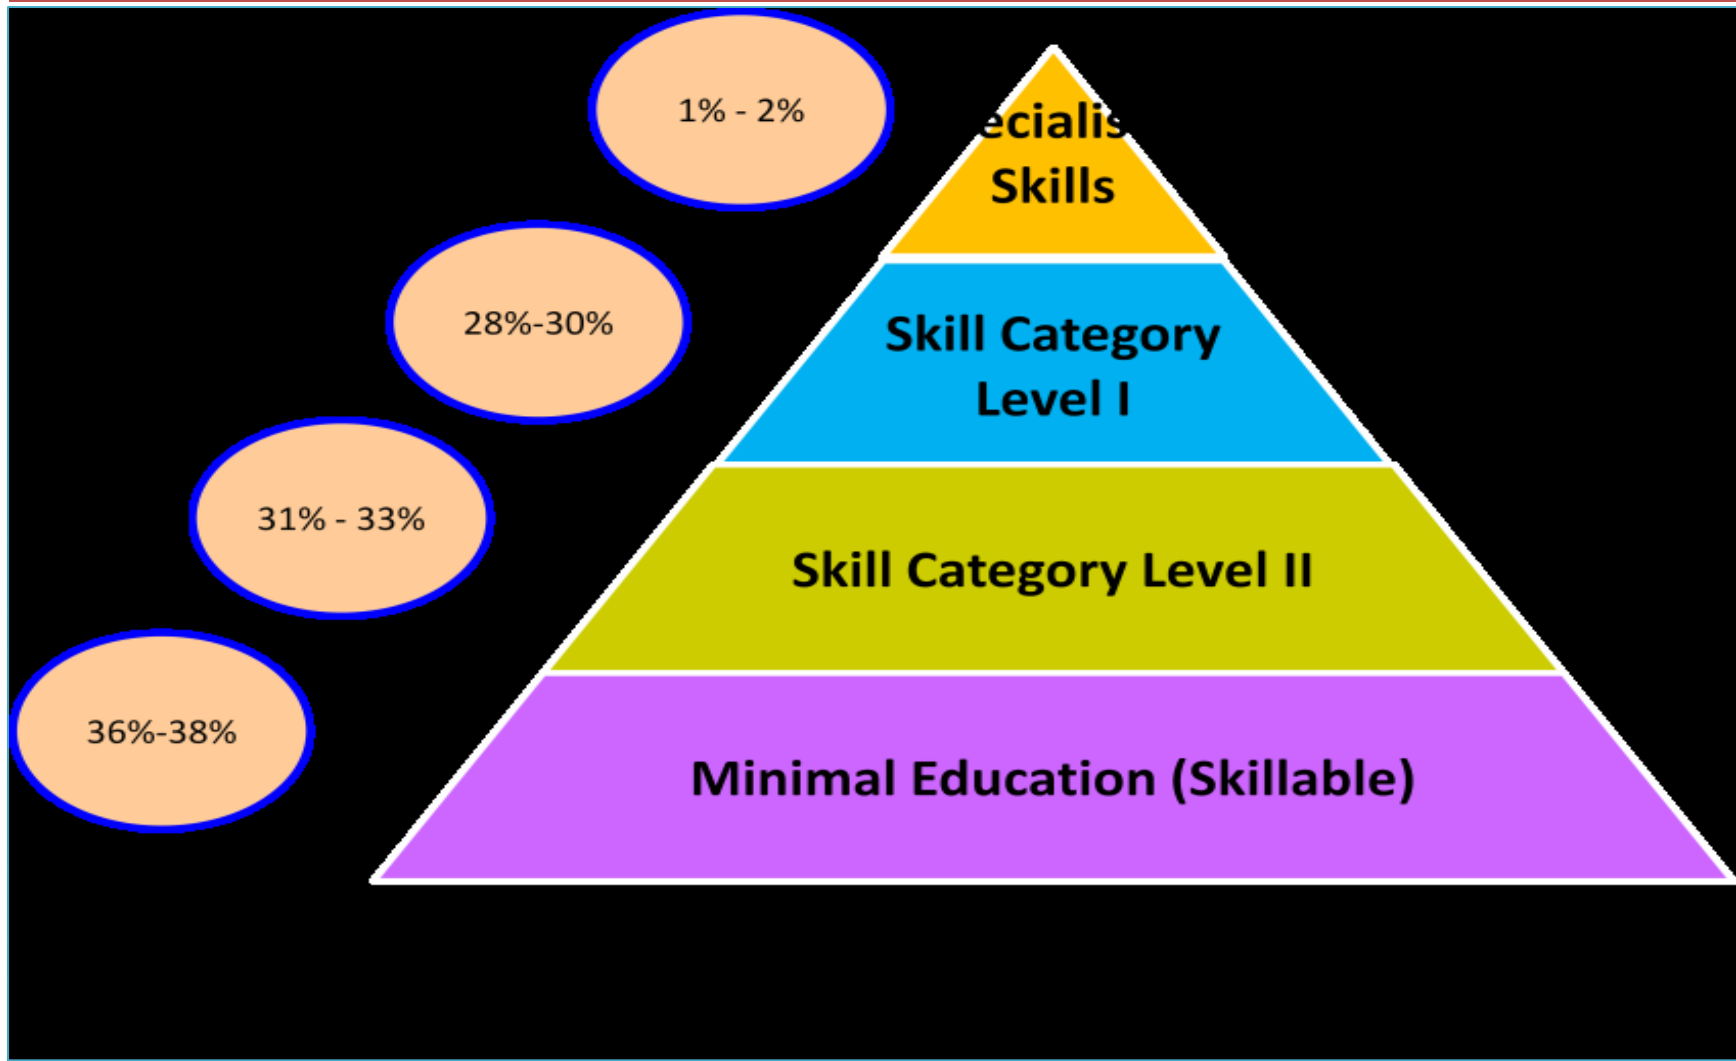 1% - 2%
ecialis
Skills
28%-30%
Skill Category
Level I
31% - 33%
Skill Category Level II
36%-38%
Minimal Education (Skillable)